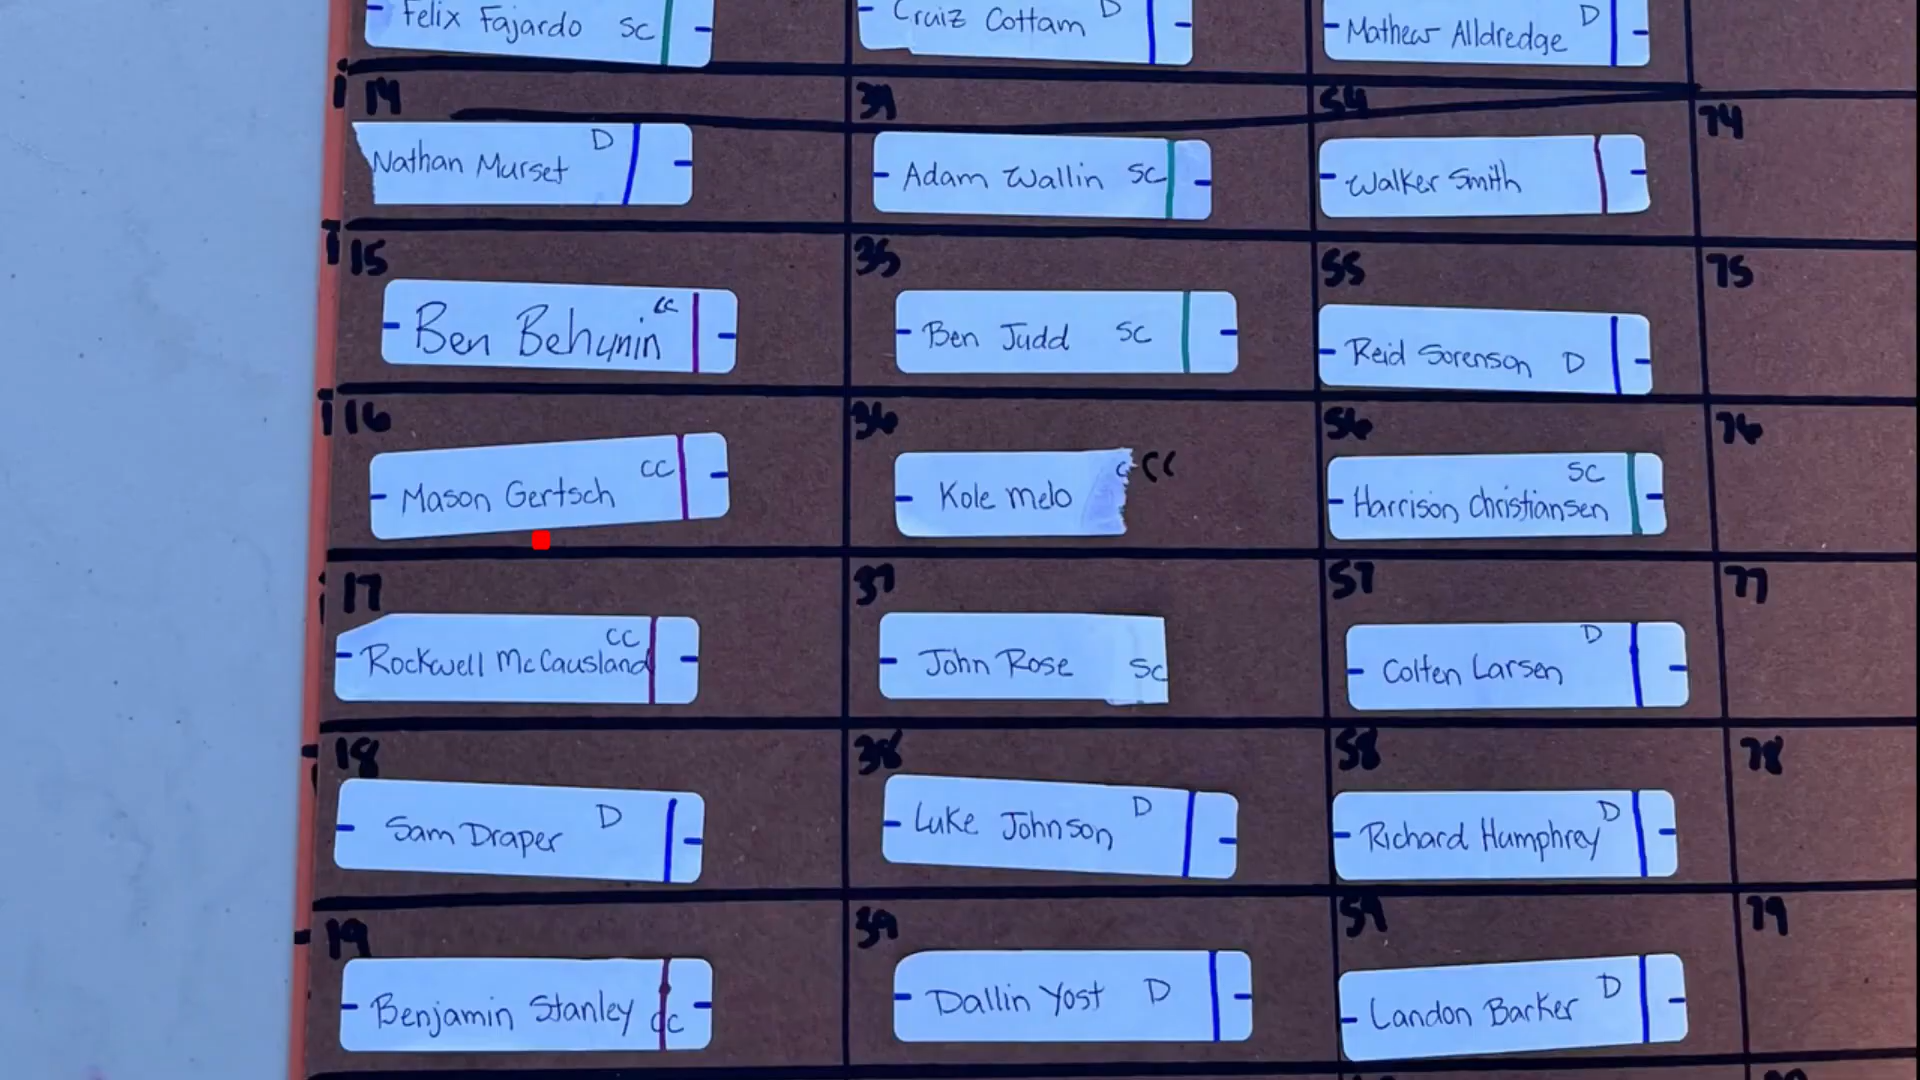 Felix Fajardo SC
Cruiz Cottam D
Mathew Alldredge D
14
34
54
74
Nathan Murset D
Adam Wallin SC
Walker Smith
15
35
55
75
Ben Behunin CC
Ben Judd SC
Reid Sorenson D
16
36
56
76
Mason Gertsch CC
Kole melo CC
Harrison Christiansen SC
17
37
57
77
Rockwell McCausland CC
John Rose SC
Colten Larsen D
18
38
58
78
Sam Draper D
Luke Johnson D
Richard Humphrey D
19
39
59
79
Benjamin Stanley CC
Dallin Yost D
Landon Barker D